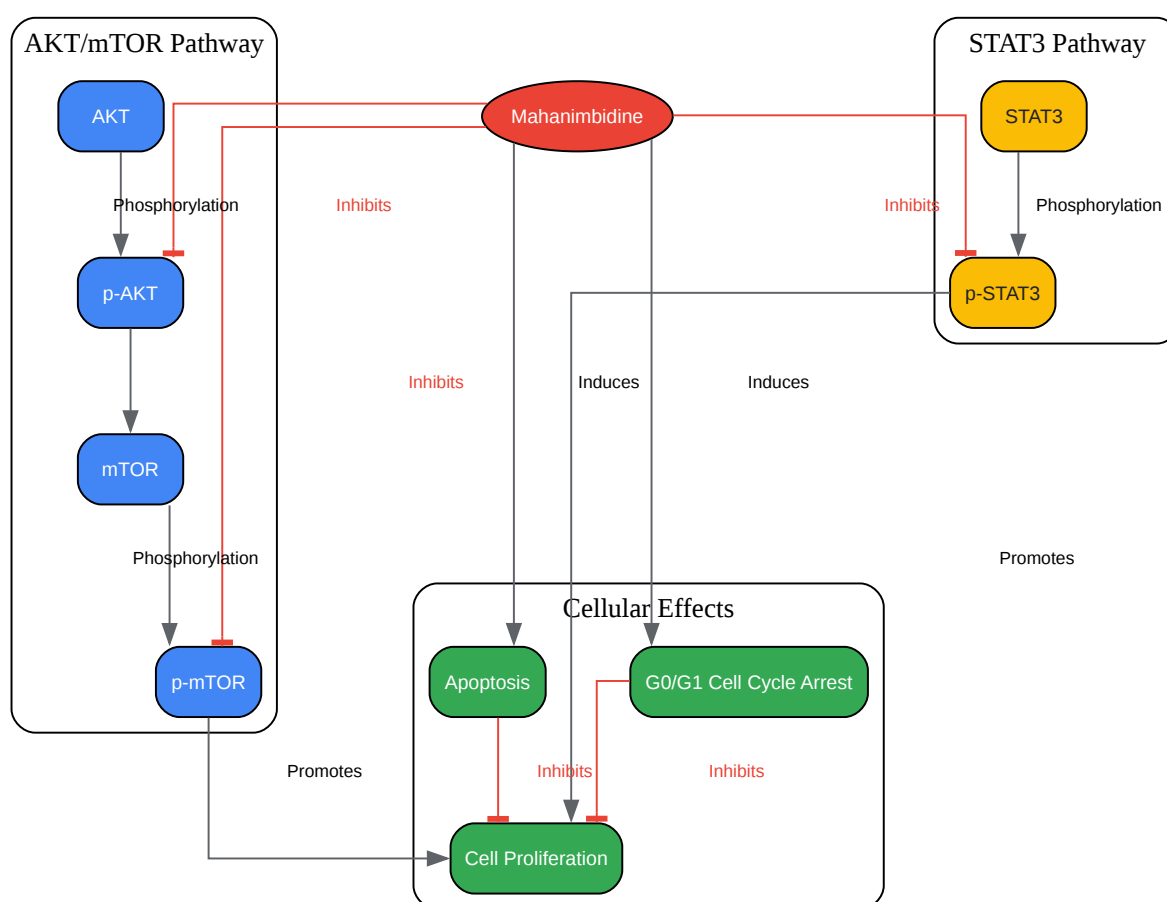 AKT/mTOR Pathway
STAT3 Pathway
AKT
Mahanimbidine
STAT3
Phosphorylation
Inhibits
Inhibits
Phosphorylation
p-AKT
p-STAT3
Inhibits
Induces
Induces
mTOR
Phosphorylation
Promotes
Cellular Effects
p-mTOR
Apoptosis
G0/G1 Cell Cycle Arrest
Promotes
Inhibits
Inhibits
Cell Proliferation